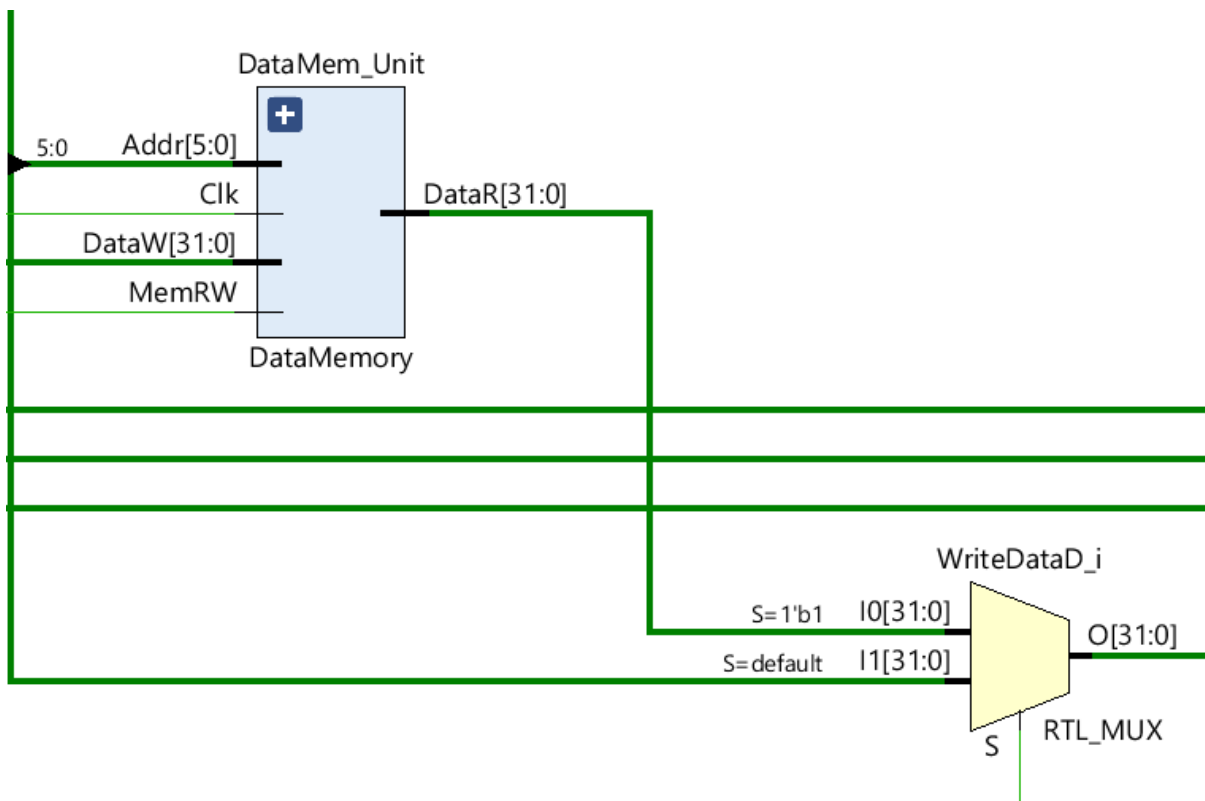 DataMem_Unit
5:0
Addr[5:0]
Clk
DataR[31:0]
DataW[31:0]
MemRW
DataMemory
WriteDataD_i
S=1'b1
I0[31:0]
O[31:0]
S=default
I1[31:0]
S
RTL_MUX